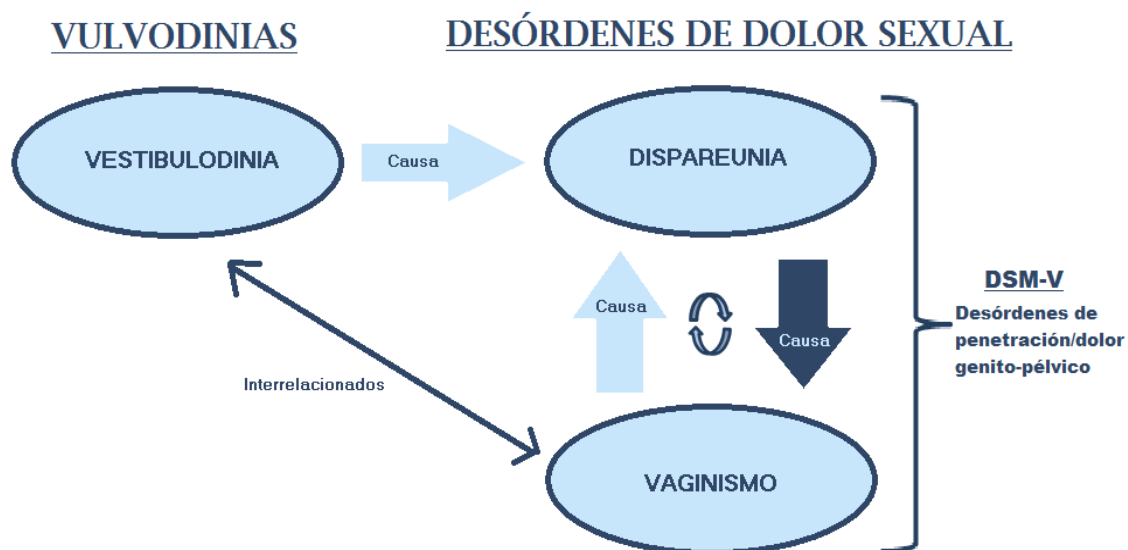 VULVODINIAS
DESÓRDENES DE DOLOR SEXUAL
VESTIBULODINIA
Causa
DISPAREUNIA
Causa
Causa
DSM-V
Desórdenes de
penetración/dolor
genito-pélvico
Interrelacionados
VAGINISMO